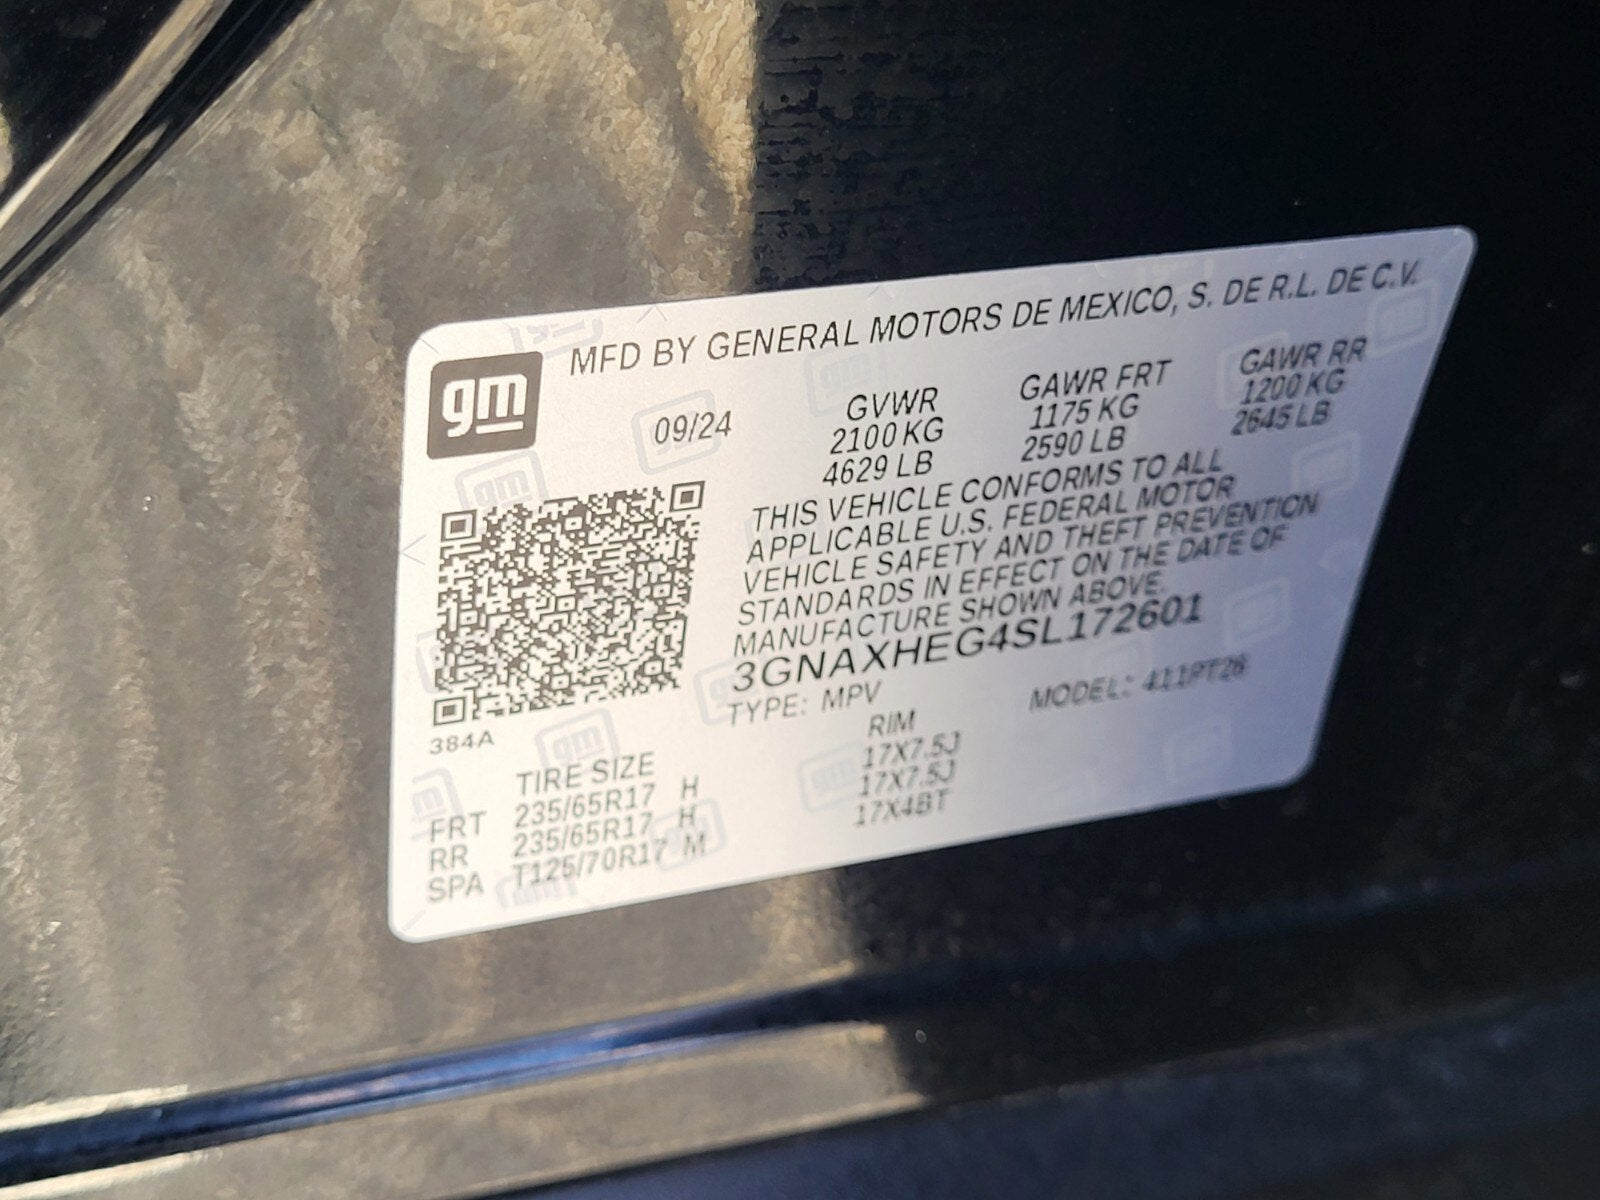 gm
MFD BY GENERAL MOTORS DE MEXICO, S. DE R.L. DE C.V.
09/24
GVWR GAWR FRT GAWR RR
2100 KG 1175 KG 1200 KG
4629 LB 2590 LB 2645 LB
THIS VEHICLE CONFORMS TO ALL
APPLICABLE U.S. FEDERAL MOTOR
VEHICLE SAFETY AND THEFT PREVENTION
STANDARDS IN EFFECT ON THE DATE OF
MANUFACTURE SHOWN ABOVE.
3GNAXHEG4SL172601
TYPE: MPV MODEL: 411PT26
384A
TIRE SIZE RIM
FRT 235/65R17 H 17X7.5J
RR 235/65R17 H 17X7.5J
SPA T125/70R17 M 17X4BT